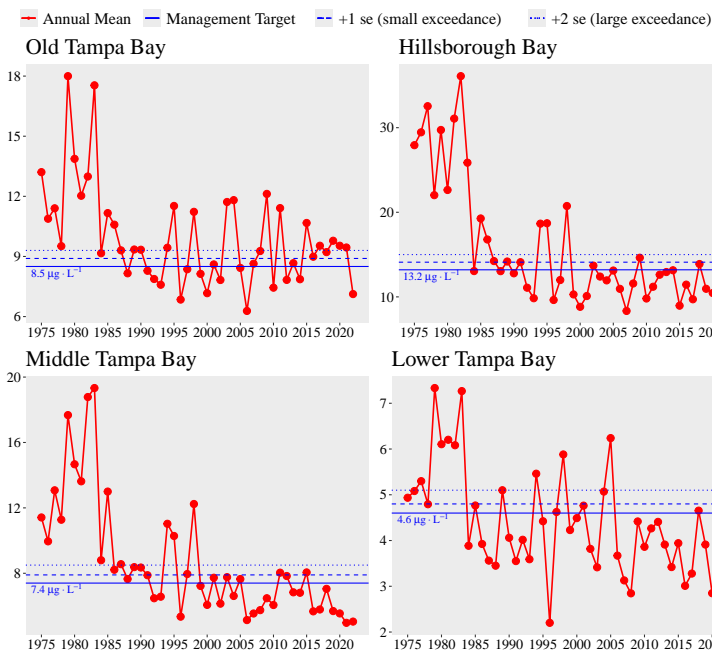 Annual Mean Management Target +1 se (small exceedance) +2 se (large exceedance)
Old Tampa Bay
18
15
12
9
6
8.5 µg · L⁻¹
1975 1980 1985 1990 1995 2000 2005 2010 2015 2020
Hillsborough Bay
30
20
10
13.2 µg · L⁻¹
1975 1980 1985 1990 1995 2000 2005 2010 2015 20
Middle Tampa Bay
20
16
12
8
7.4 µg · L⁻¹
1975 1980 1985 1990 1995 2000 2005 2010 2015 2020
Lower Tampa Bay
7
6
5
4
3
2
4.6 µg · L⁻¹
1975 1980 1985 1990 1995 2000 2005 2010 2015 20